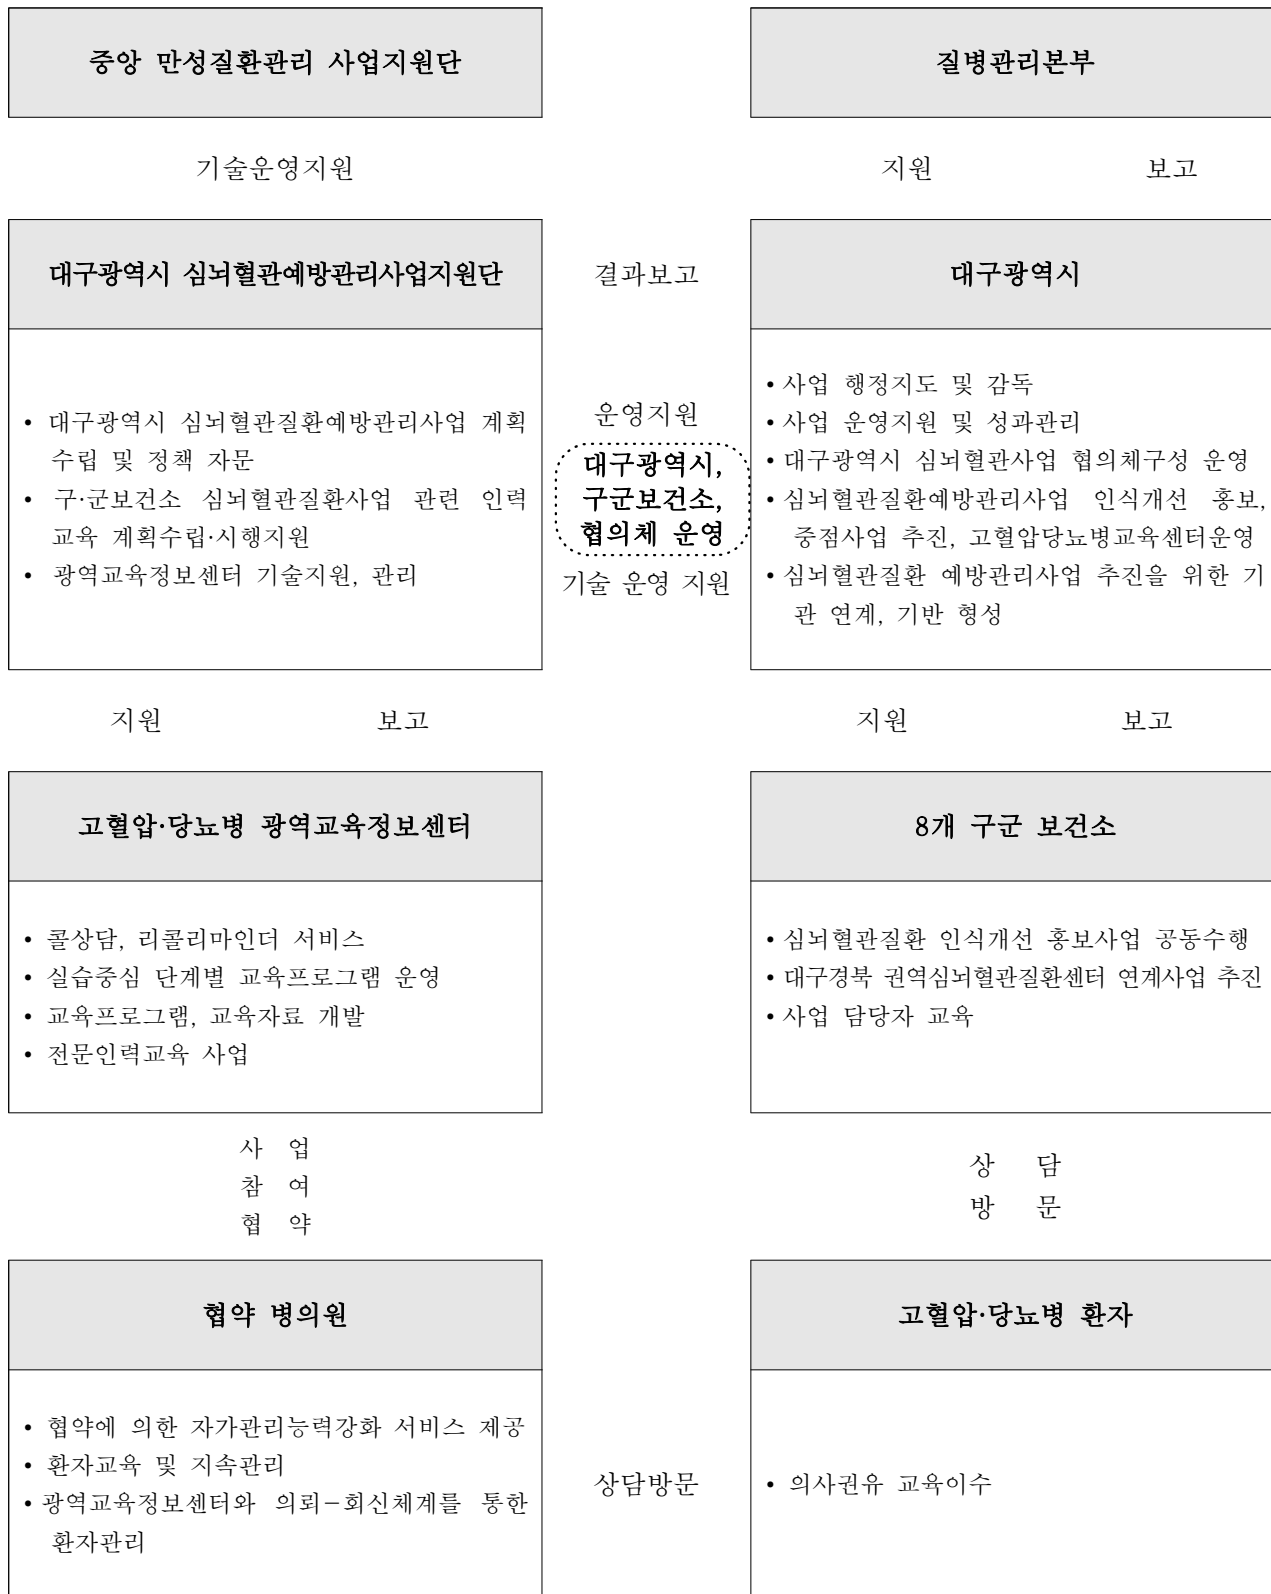 중앙 만성질환관리 사업지원단
질병관리본부
기술운영지원
지원
보고
대구광역시 심뇌혈관예방관리사업지원단
결과보고
대구광역시
• 대구광역시 심뇌혈관질환예방관리사업 계획
수립 및 정책 자문
• 구·군보건소 심뇌혈관질환사업 관련 인력
교육 계획수립·시행지원
• 광역교육정보센터 기술지원, 관리
운영지원
대구광역시,
구군보건소,
협의체 운영
기술 운영 지원
• 사업 행정지도 및 감독
• 사업 운영지원 및 성과관리
• 대구광역시 심뇌혈관사업 협의체구성 운영
• 심뇌혈관질환예방관리사업 인식개선 홍보,
중점사업 추진, 고혈압당뇨병교육센터운영
• 심뇌혈관질환 예방관리사업 추진을 위한 기
관 연계, 기반 형성
지원
보고
지원
보고
고혈압·당뇨병 광역교육정보센터
8개 구군 보건소
• 콜상담, 리콜리마인더 서비스
• 실습중심 단계별 교육프로그램 운영
• 교육프로그램, 교육자료 개발
• 전문인력교육 사업
• 심뇌혈관질환 인식개선 홍보사업 공동수행
• 대구경북 권역심뇌혈관질환센터 연계사업 추진
• 사업 담당자 교육
사 업
참 여
협 약
상 담
방 문
협약 병의원
고혈압·당뇨병 환자
• 협약에 의한 자가관리능력강화 서비스 제공
• 환자교육 및 지속관리
• 광역교육정보센터와 의뢰-회신체계를 통한
환자관리
상담방문
• 의사권유 교육이수